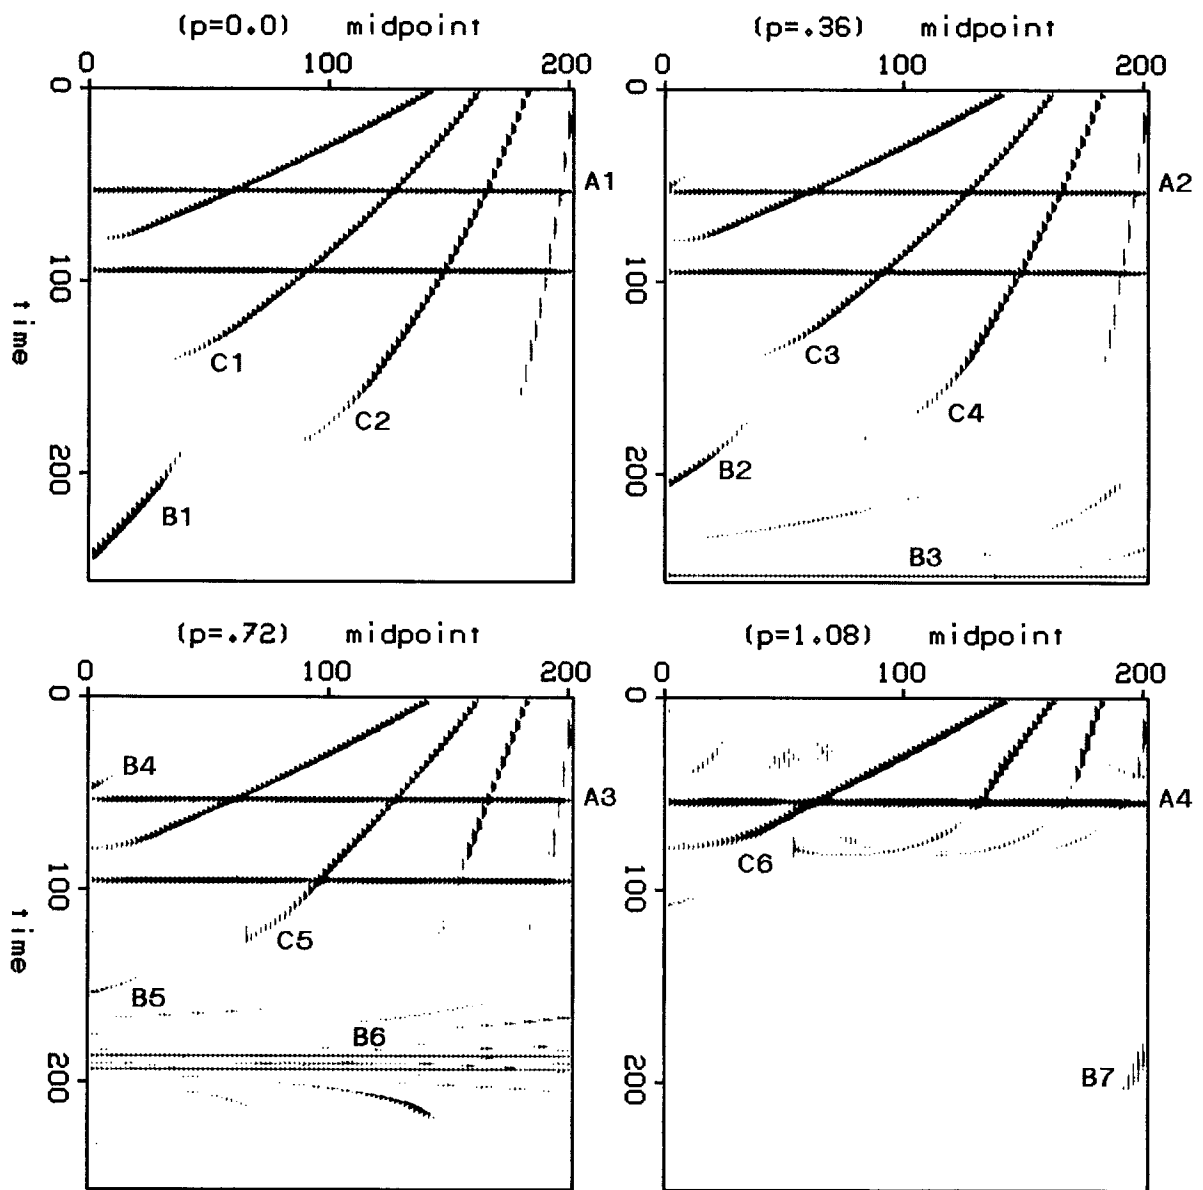 (p=0.0) midpoint
0 100 200
0
A1
100
time
C1
C2
200
B1
(p=.36) midpoint
0 100 200
0
A2
100
C3
C4
200
B2
B3
(p=.72) midpoint
0 100 200
0
B4
A3
100
time
C5
B5
B6
200
(p=1.08) midpoint
0 100 200
0
A4
C6
100
B7
200